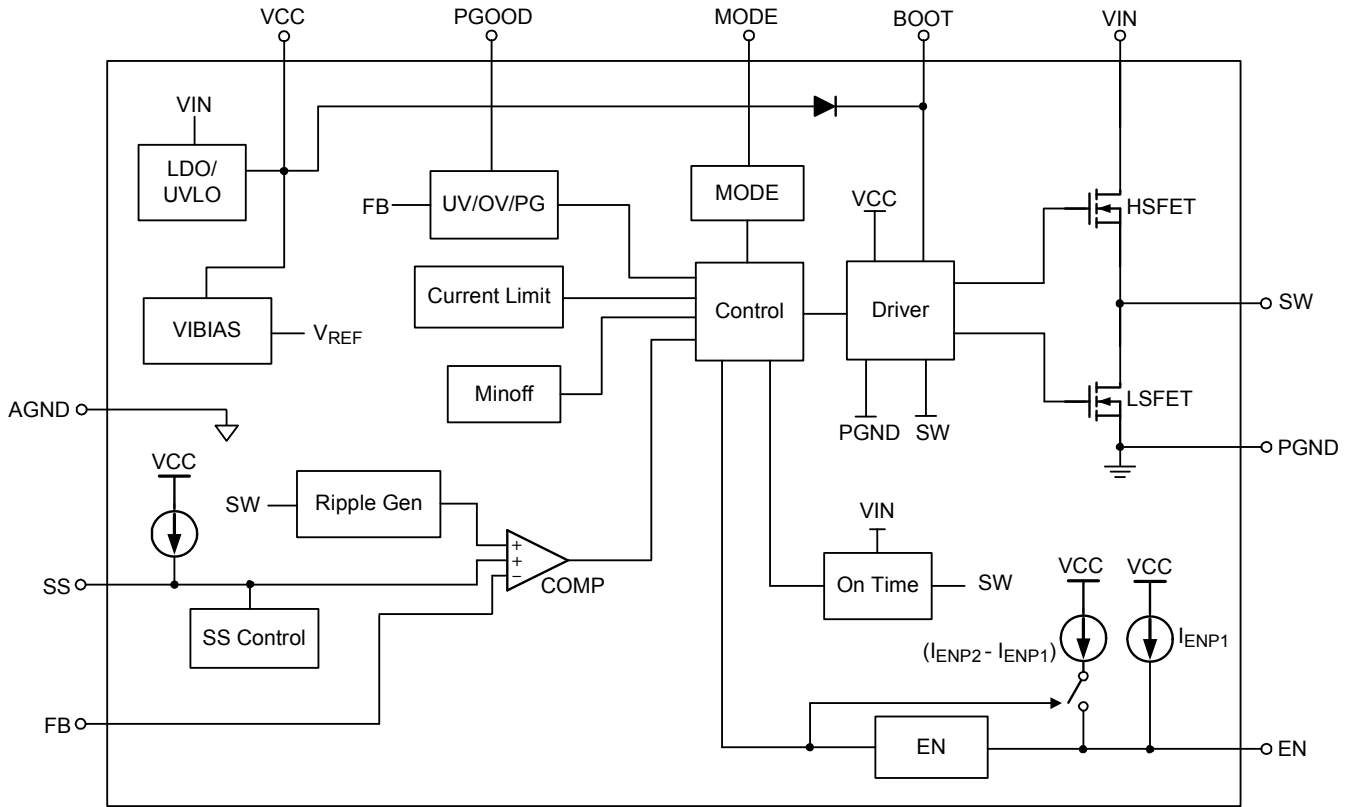 VCC
PGOOD
MODE
BOOT
VIN
VIN
LDO/
UVLO
FB
UV/OV/PG
MODE
VCC
HSFET
Current Limit
Control
Driver
SW
VIBIAS
VREF
Minoff
LSFET
AGND
PGND
SW
PGND
VCC
SW
Ripple Gen
VIN
+
+
−
COMP
SS
On Time
SW
VCC
VCC
SS Control
(IENP2 - IENP1)
IENP1
FB
EN
EN